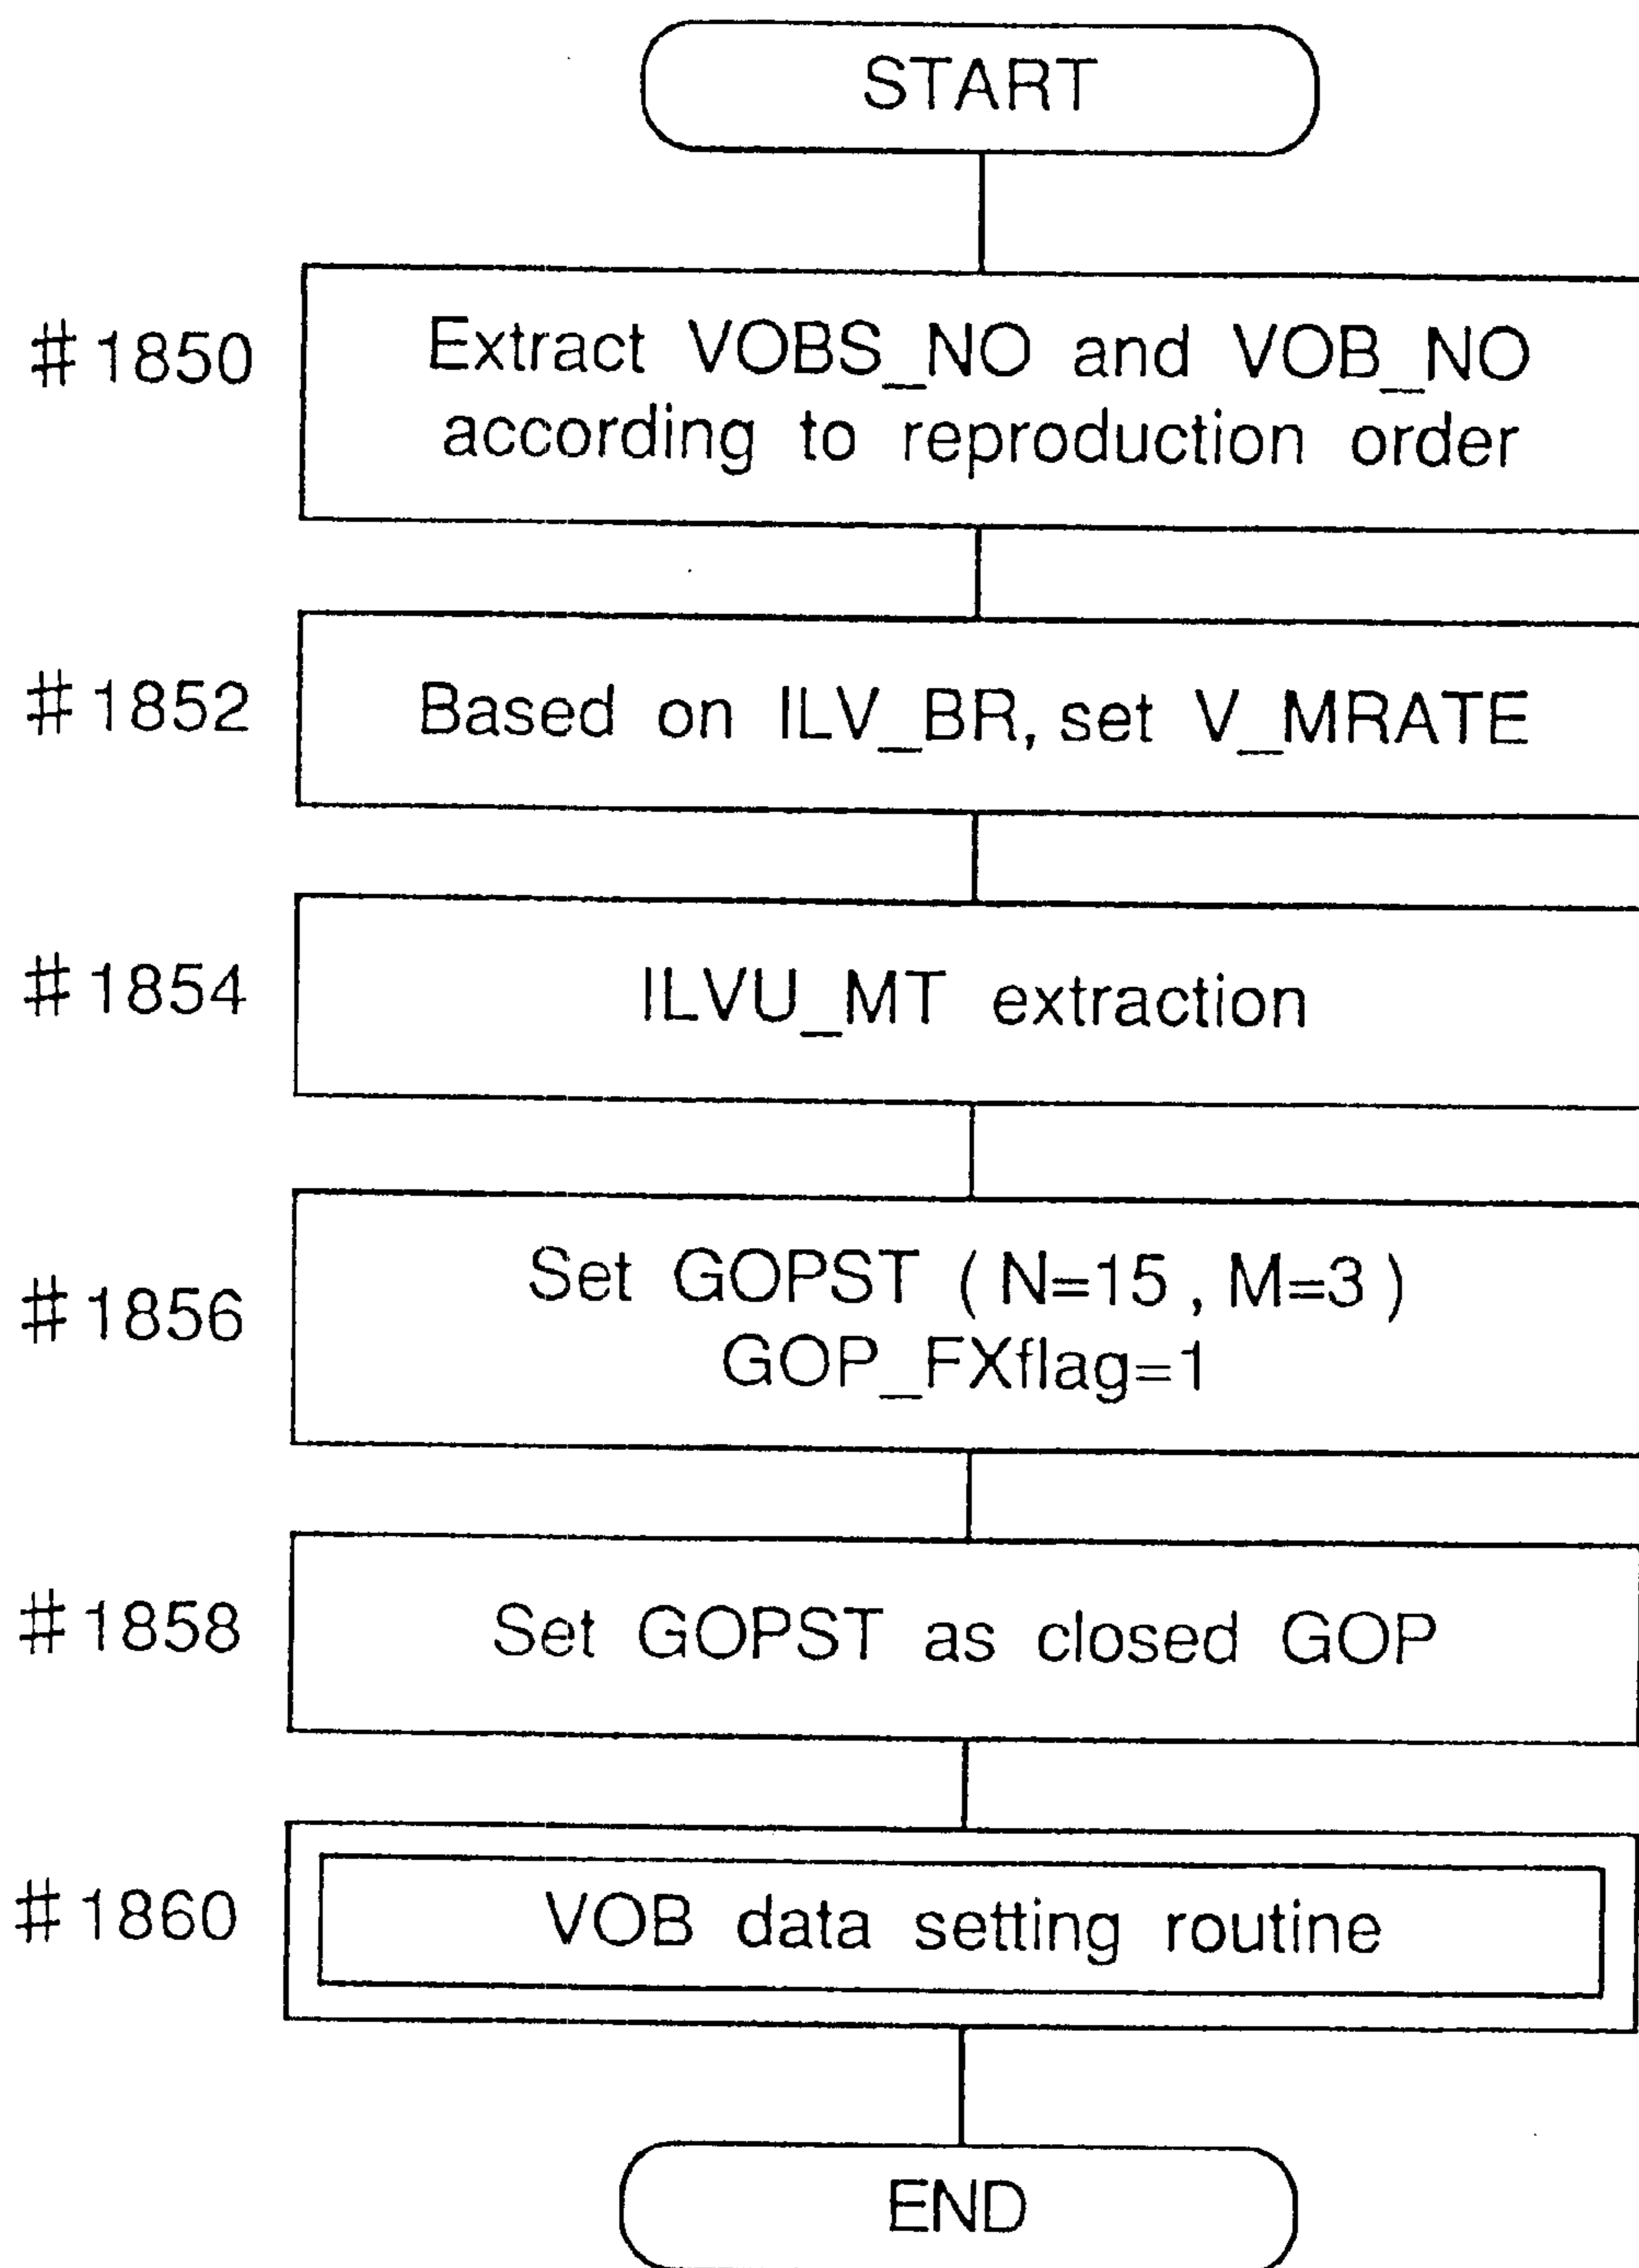 START
#1850
Extract VOBS_NO and VOB_NO
according to reproduction order
#1852
Based on ILV_BR, set V_MRATE
#1854
ILVU_MT extraction
#1856
Set GOPST (N=15, M=3)
GOP_FXflag=1
#1858
Set GOPST as closed GOP
#1860
VOB data setting routine
END